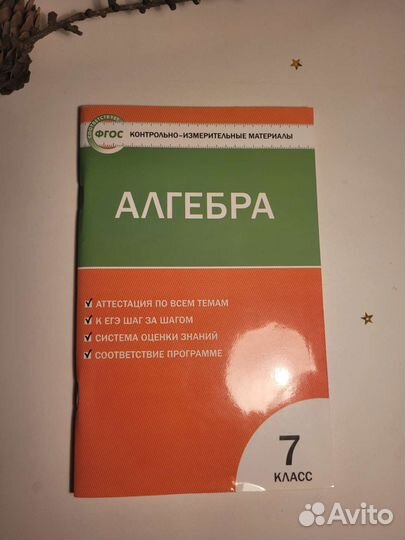 СООТВЕТСТВУЕТ
ФГОС
КОНТРОЛЬНО-ИЗМЕРИТЕЛЬНЫЕ МАТЕРИАЛЫ
АЛГЕБРА
АТТЕСТАЦИЯ ПО ВСЕМ ТЕМАМ
К ЕГЭ ШАГ ЗА ШАГОМ
СИСТЕМА ОЦЕНКИ ЗНАНИЙ
СООТВЕТСТВИЕ ПРОГРАММЕ
7
КЛАСС
Avito